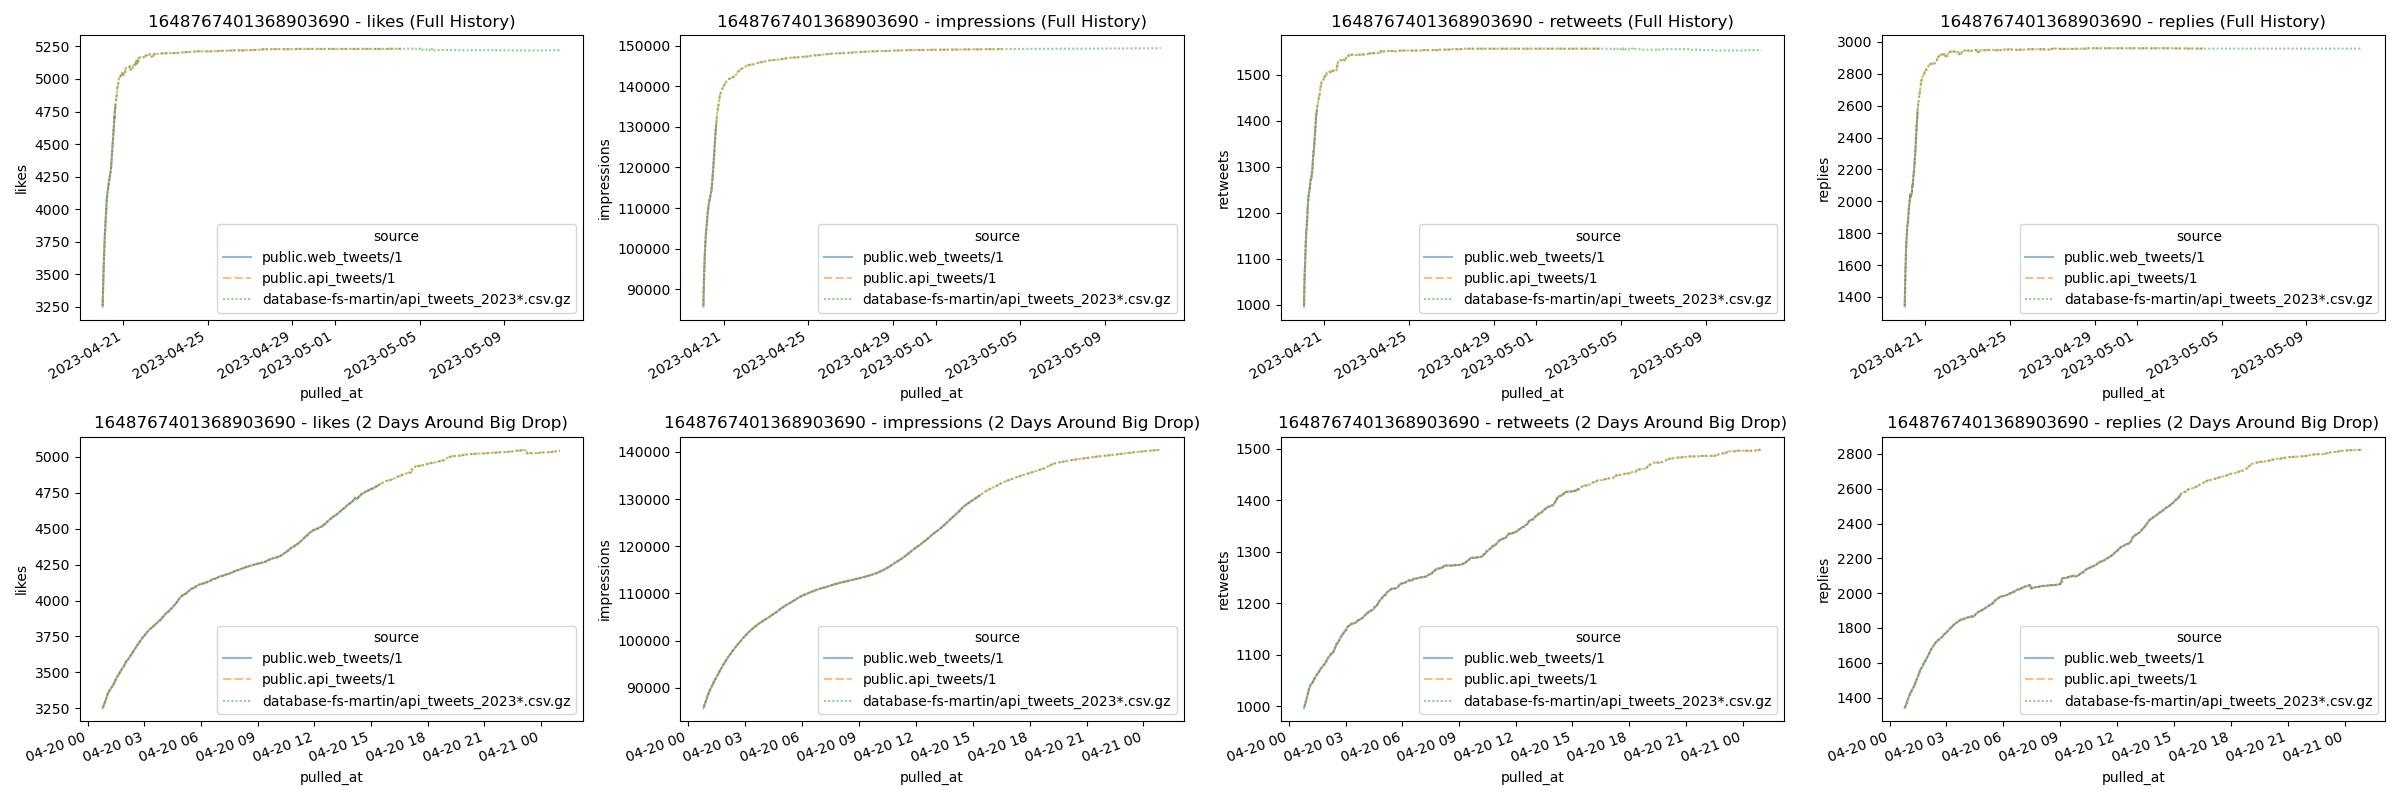 1648767401368903690 - likes (Full History)
likes
5250
5000
4750
4500
4250
4000
3750
3500
3250
source
public.web_tweets/1
public.api_tweets/1
database-fs-martin/api_tweets_2023*.csv.gz
2023-04-21
2023-04-25
2023-04-29
2023-05-01
2023-05-05
2023-05-09
pulled_at
1648767401368903690 - impressions (Full History)
impressions
150000
140000
130000
120000
110000
100000
90000
source
public.web_tweets/1
public.api_tweets/1
database-fs-martin/api_tweets_2023*.csv.gz
2023-04-21
2023-04-25
2023-04-29
2023-05-01
2023-05-05
2023-05-09
pulled_at
1648767401368903690 - retweets (Full History)
retweets
1500
1400
1300
1200
1100
1000
source
public.web_tweets/1
public.api_tweets/1
database-fs-martin/api_tweets_2023*.csv.gz
2023-04-21
2023-04-25
2023-04-29
2023-05-01
2023-05-05
2023-05-09
pulled_at
1648767401368903690 - replies (Full History)
replies
3000
2800
2600
2400
2200
2000
1800
1600
1400
source
public.web_tweets/1
public.api_tweets/1
database-fs-martin/api_tweets_2023*.csv.gz
2023-04-21
2023-04-25
2023-04-29
2023-05-01
2023-05-05
2023-05-09
pulled_at
1648767401368903690 - likes (2 Days Around Big Drop)
likes
5000
4750
4500
4250
4000
3750
3500
3250
source
public.web_tweets/1
public.api_tweets/1
database-fs-martin/api_tweets_2023*.csv.gz
04-20 00
04-20 03
04-20 06
04-20 09
04-20 12
04-20 15
04-20 18
04-20 21
04-21 00
pulled_at
1648767401368903690 - impressions (2 Days Around Big Drop)
impressions
140000
130000
120000
110000
100000
90000
source
public.web_tweets/1
public.api_tweets/1
database-fs-martin/api_tweets_2023*.csv.gz
04-20 00
04-20 03
04-20 06
04-20 09
04-20 12
04-20 15
04-20 18
04-20 21
04-21 00
pulled_at
1648767401368903690 - retweets (2 Days Around Big Drop)
retweets
1500
1400
1300
1200
1100
1000
source
public.web_tweets/1
public.api_tweets/1
database-fs-martin/api_tweets_2023*.csv.gz
04-20 00
04-20 03
04-20 06
04-20 09
04-20 12
04-20 15
04-20 18
04-20 21
04-21 00
pulled_at
1648767401368903690 - replies (2 Days Around Big Drop)
replies
2800
2600
2400
2200
2000
1800
1600
1400
source
public.web_tweets/1
public.api_tweets/1
database-fs-martin/api_tweets_2023*.csv.gz
04-20 00
04-20 03
04-20 06
04-20 09
04-20 12
04-20 15
04-20 18
04-20 21
04-21 00
pulled_at